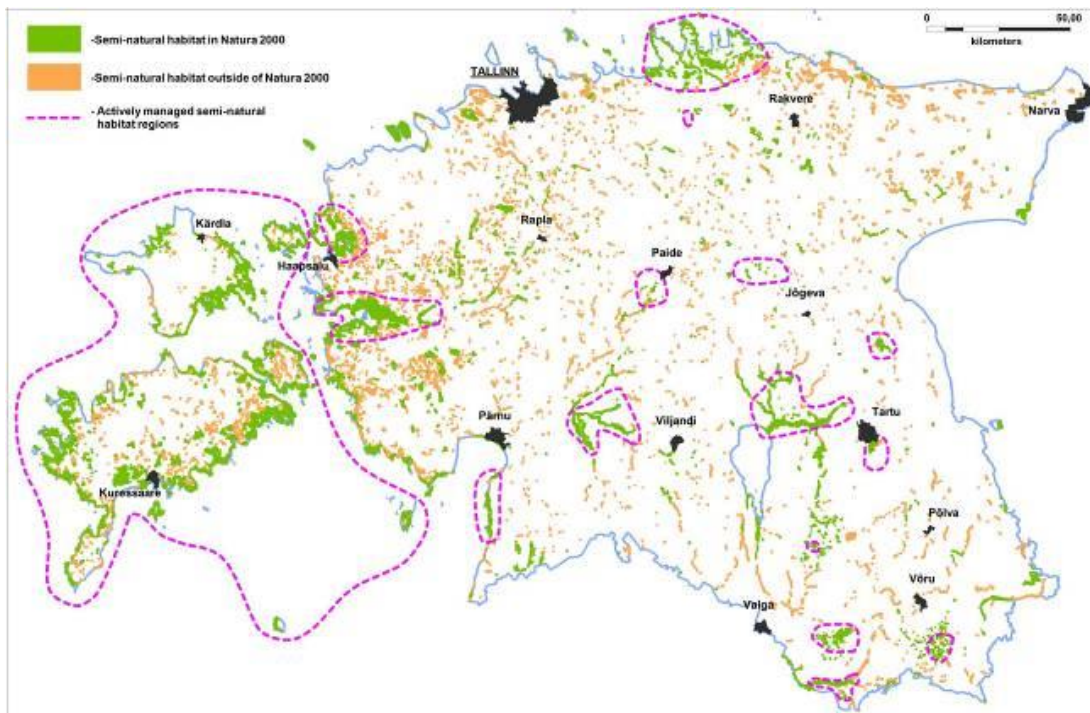 -Semi-natural habitat in Natura 2000
-Semi-natural habitat outside of Natura 2000
- Actively managed semi-natural
habitat regions
0 50,00
kilometers
TALLINN
Rakvere
Narva
Kärdla
Haapsalu
Rapla
Paide
Jõgeva
Pärnu
Viljandi
Tartu
Kuressaare
Põlva
Võru
Valga